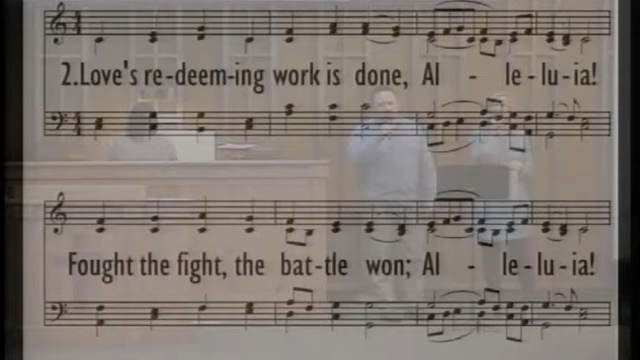 2.Love's re-deem-ing work is done, Al - le-lu-ia!
Fought the fight, the bat-tle won; Al - le-lu-ia!